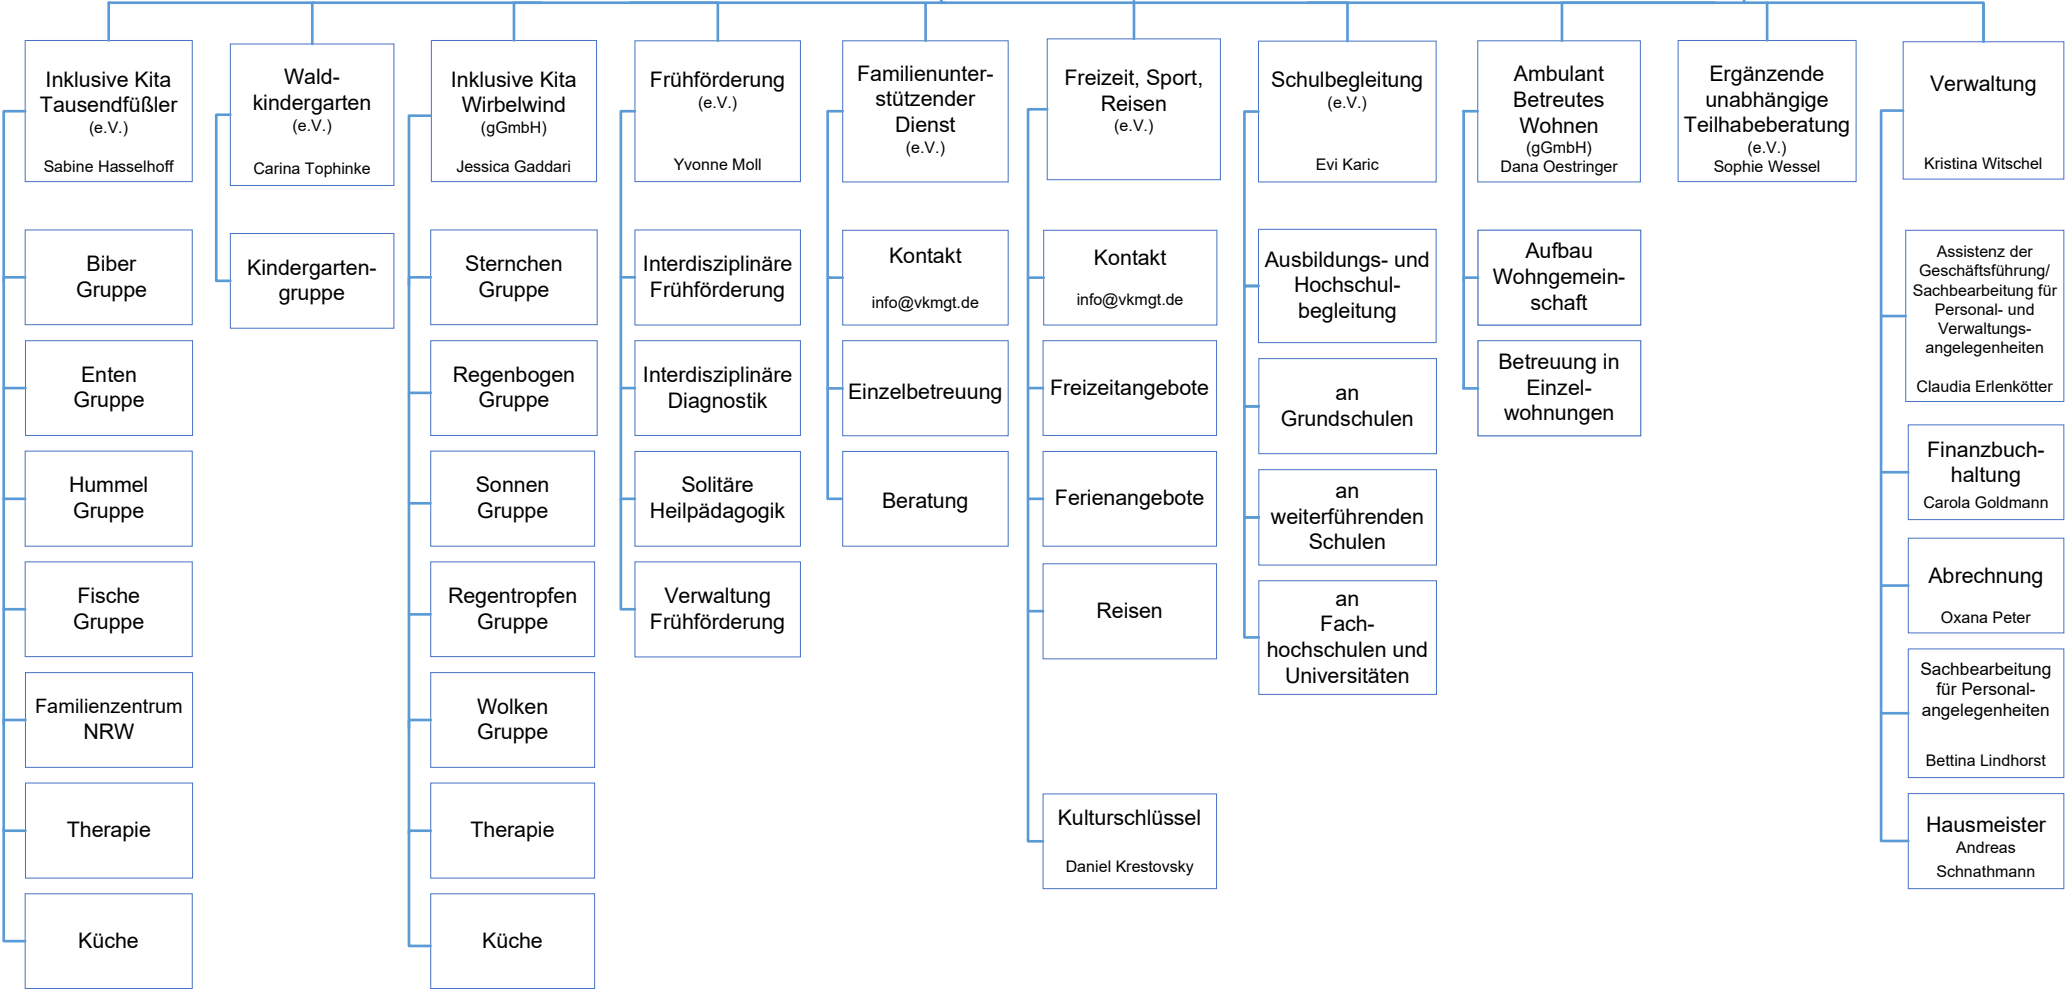 Inklusive Kita
Tausendfüßler
(e.V.)
Sabine Hasselhoff
Biber
Gruppe
Enten
Gruppe
Hummel
Gruppe
Fische
Gruppe
Familienzentrum
NRW
Therapie
Küche
Wald-
kindergarten
(e.V.)
Carina Tophinke
Kindergarten-
gruppe
Inklusive Kita
Wirbelwind
(gGmbH)
Jessica Gaddari
Sternchen
Gruppe
Regenbogen
Gruppe
Sonnen
Gruppe
Regentropfen
Gruppe
Wolken
Gruppe
Therapie
Küche
Frühförderung
(e.V.)
Yvonne Moll
Interdisziplinäre
Frühförderung
Interdisziplinäre
Diagnostik
Solitäre
Heilpädagogik
Verwaltung
Frühförderung
Familienunter-
stützender
Dienst
(e.V.)
Kontakt
info@vkmgt.de
Einzelbetreuung
Beratung
Freizeit, Sport,
Reisen
(e.V.)
Kontakt
info@vkmgt.de
Freizeitangebote
Ferienangebote
Reisen
Kulturschlüssel
Daniel Krestovsky
Schulbegleitung
(e.V.)
Evi Karic
Ausbildungs- und
Hochschul-
begleitung
an
Grundschulen
an
weiterführenden
Schulen
an
Fach-
hochschulen und
Universitäten
Ambulant
Betreutes
Wohnen
(gGmbH)
Dana Oestringer
Aufbau
Wohngemein-
schaft
Betreuung in
Einzel-
wohnungen
Ergänzende
unabhängige
Teilhabeberatung
(e.V.)
Sophie Wessel
Verwaltung
Kristina Witschel
Assistenz der
Geschäftsführung/
Sachbearbeitung für
Personal- und
Verwaltungs-
angelegenheiten
Claudia Erlenkötter
Finanzbuch-
haltung
Carola Goldmann
Abrechnung
Oxana Peter
Sachbearbeitung
für Personal-
angelegenheiten
Bettina Lindhorst
Hausmeister
Andreas
Schnathmann